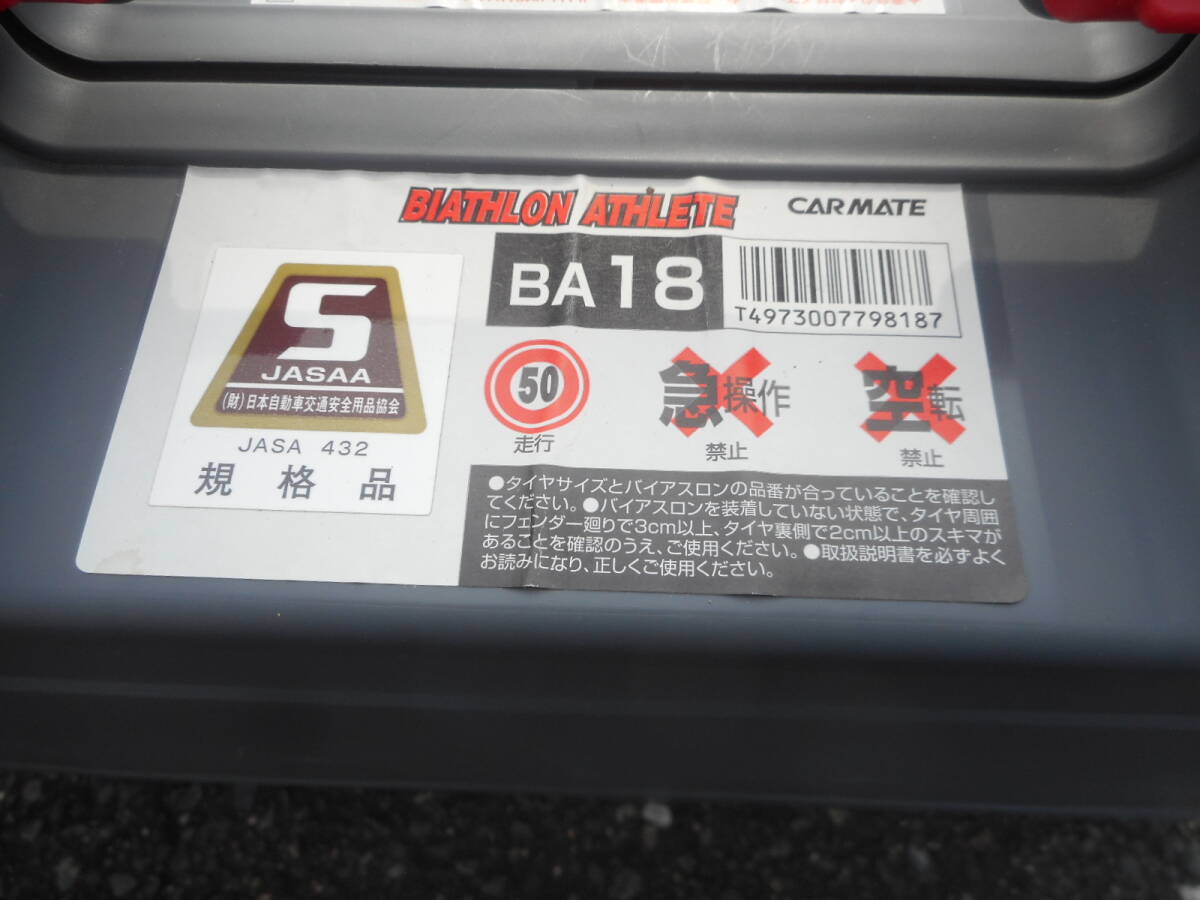 BIATHLON ATHLETE
CARMATE
BA18
T4973007798187
S
JASAA
(財)日本自動車交通安全用品協会
JASA 432
規格品
50
走行
急操作
禁止
空転
禁止
●タイヤサイズとバイアスロンの品番が合っていることを確認し
てください。●バイアスロンを装着していない状態で、タイヤ周囲
にフェンダー廻りで3cm以上、タイヤ裏側で2cm以上のスキマが
あることを確認のうえ、ご使用ください。●取扱説明書を必ずよく
お読みになり、正しくご使用ください。